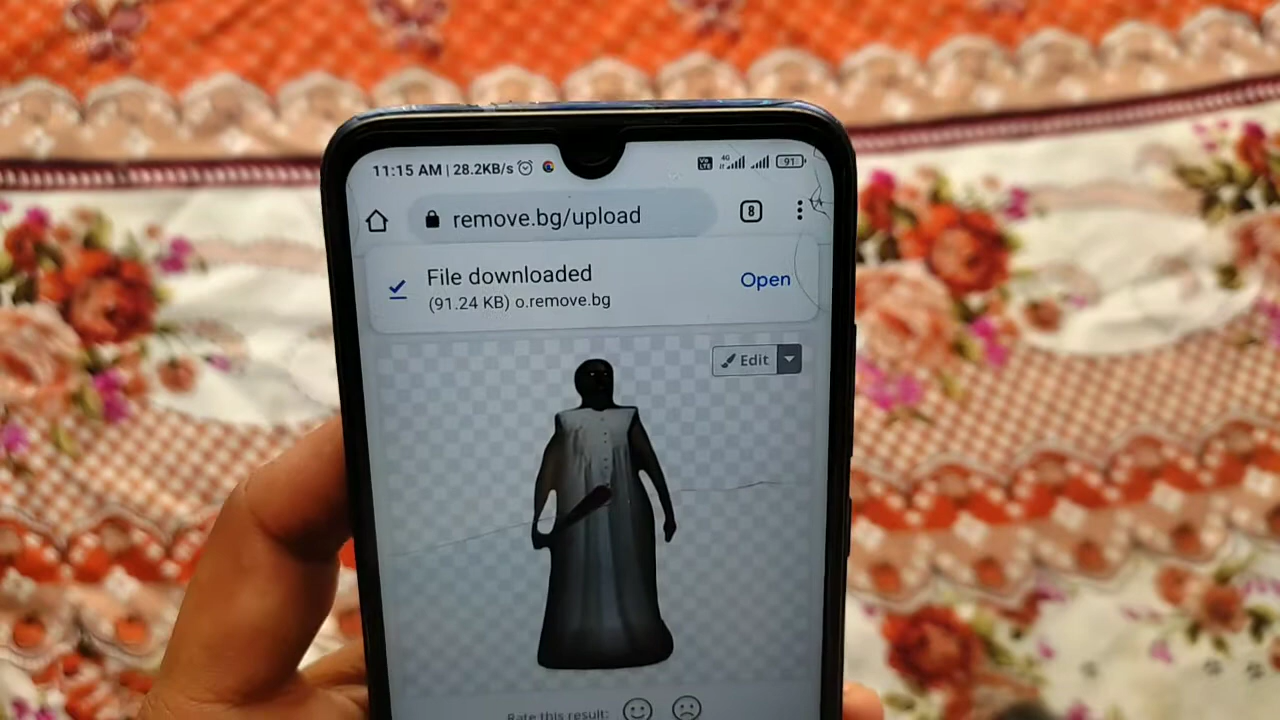 11:15 AM | 28.2KB/s
4G
91
remove.bg/upload
8
File downloaded
(91.24 KB) o.remove.bg
Open
Edit
Rate this result: